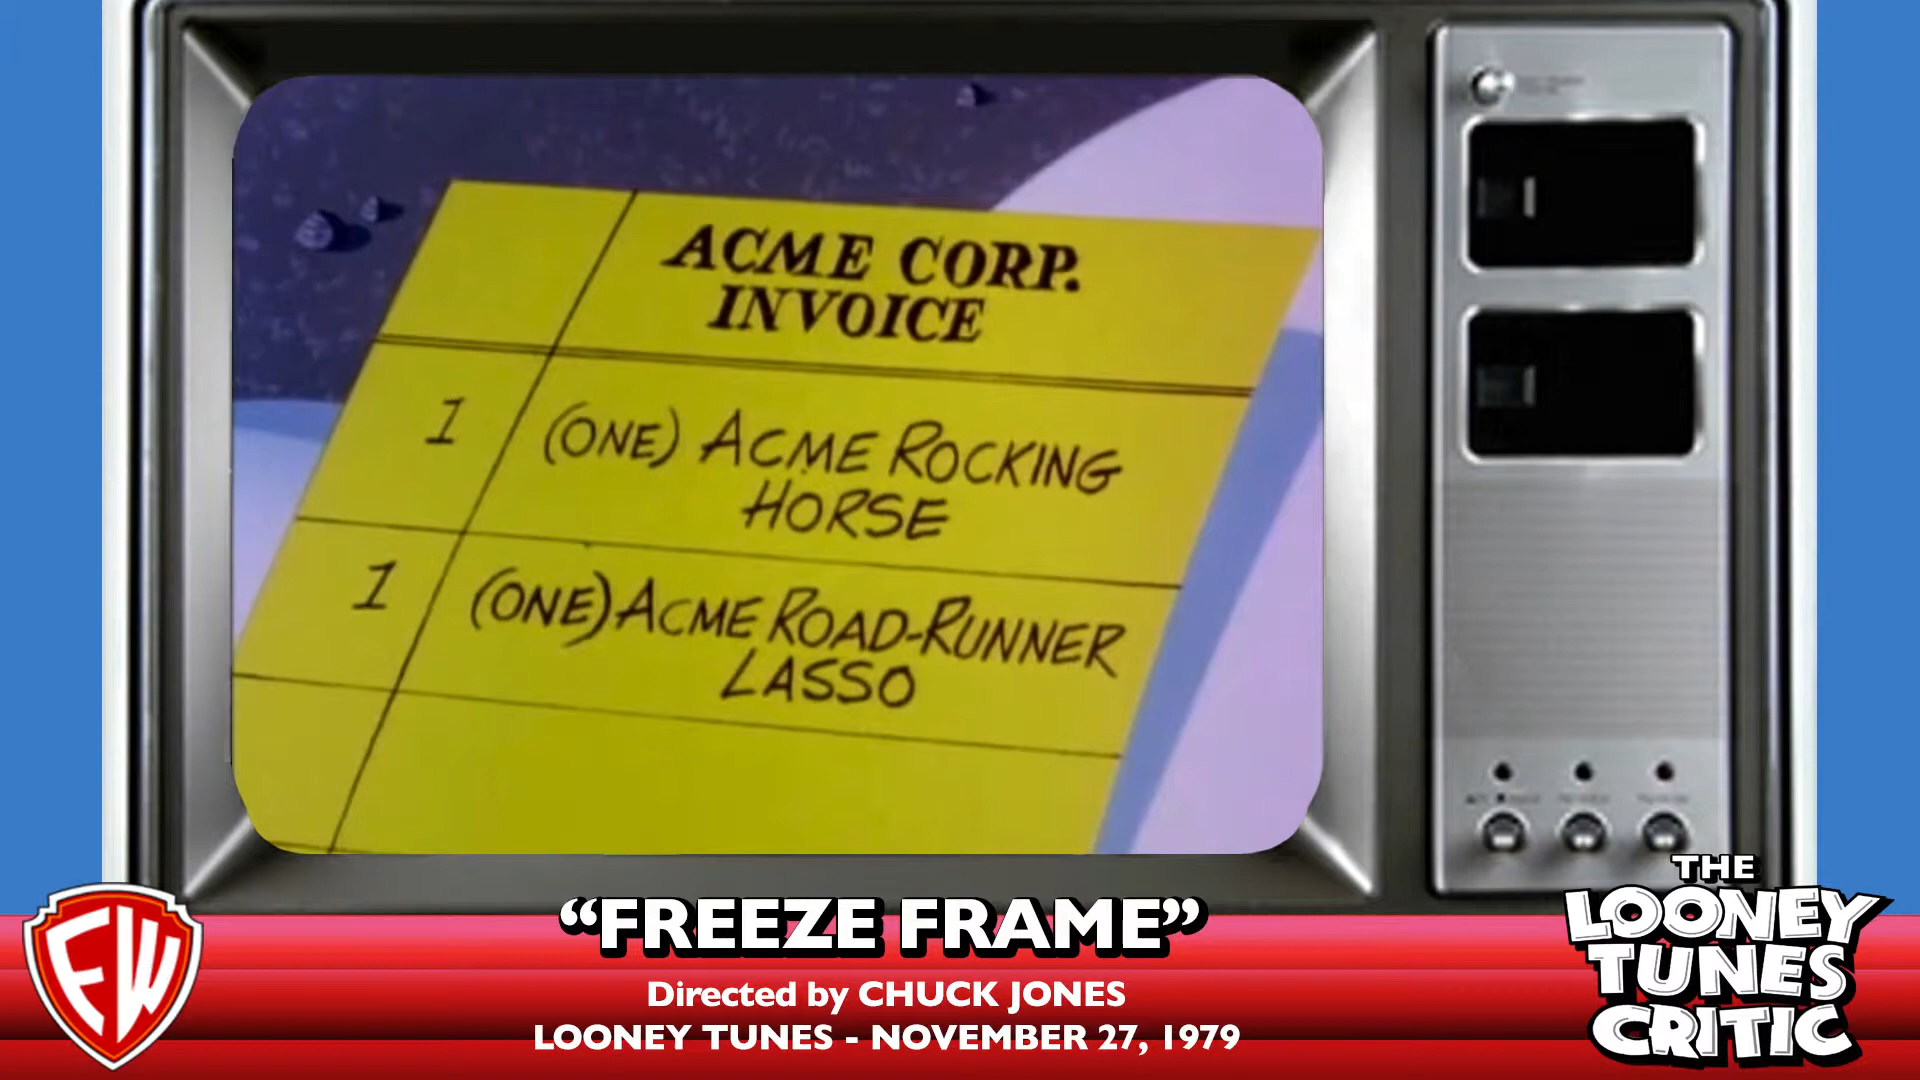 ACME CORP.
INVOICE
1 (ONE) ACME ROCKING
HORSE
1 (ONE) ACME ROAD-RUNNER
LASSO
FW
"FREEZE FRAME"
Directed by CHUCK JONES
LOONEY TUNES - NOVEMBER 27, 1979
THE
LOONEY
TUNES
CRITIC